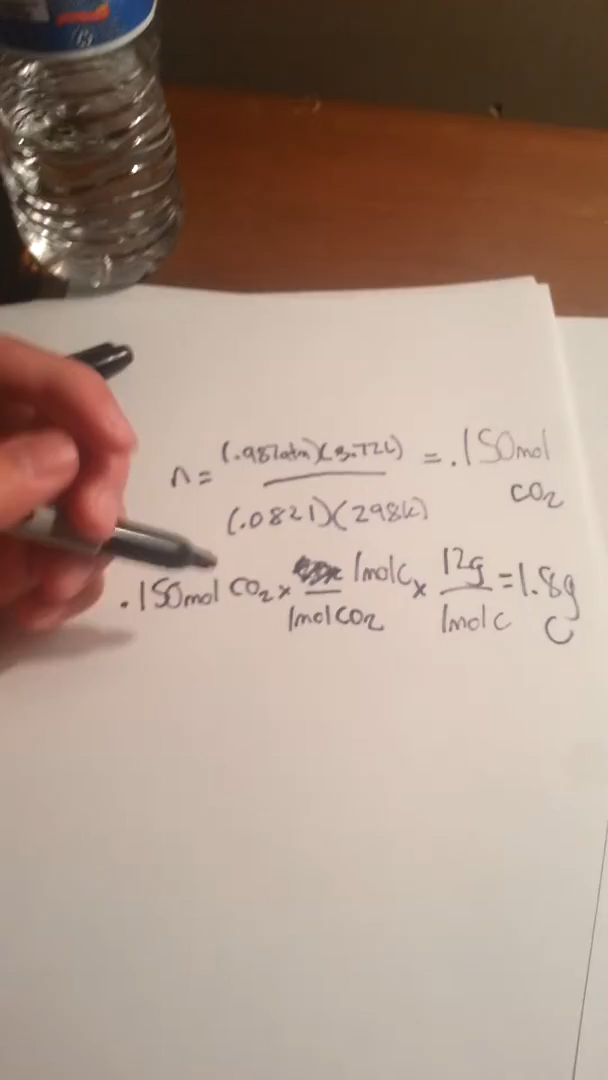 n = (.987atm)(3.72L) = .150mol
(.0821)(298K) CO₂
.150mol CO₂ x 1molC x 12g = 1.8g
1molCO₂ 1molC C